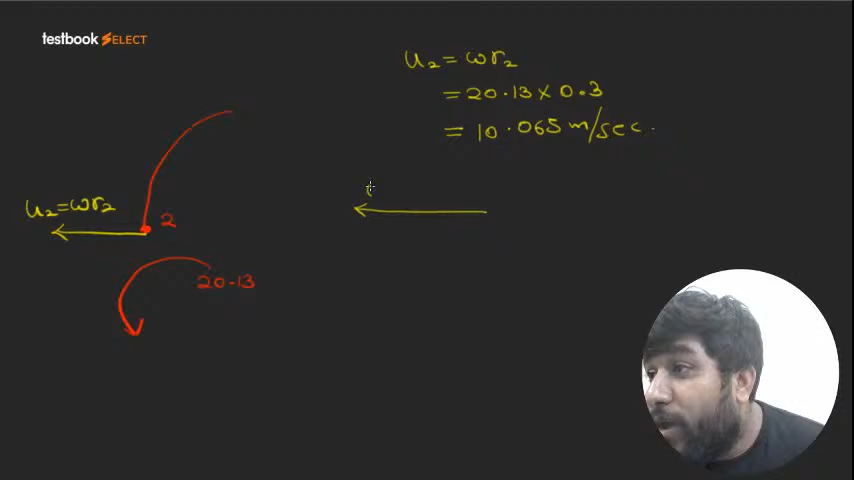 testbook SELECT
u₂ = ωr₂
= 20.13 × 0.3
= 10.065 m/sec.
u₂=ωr₂
2
20.13